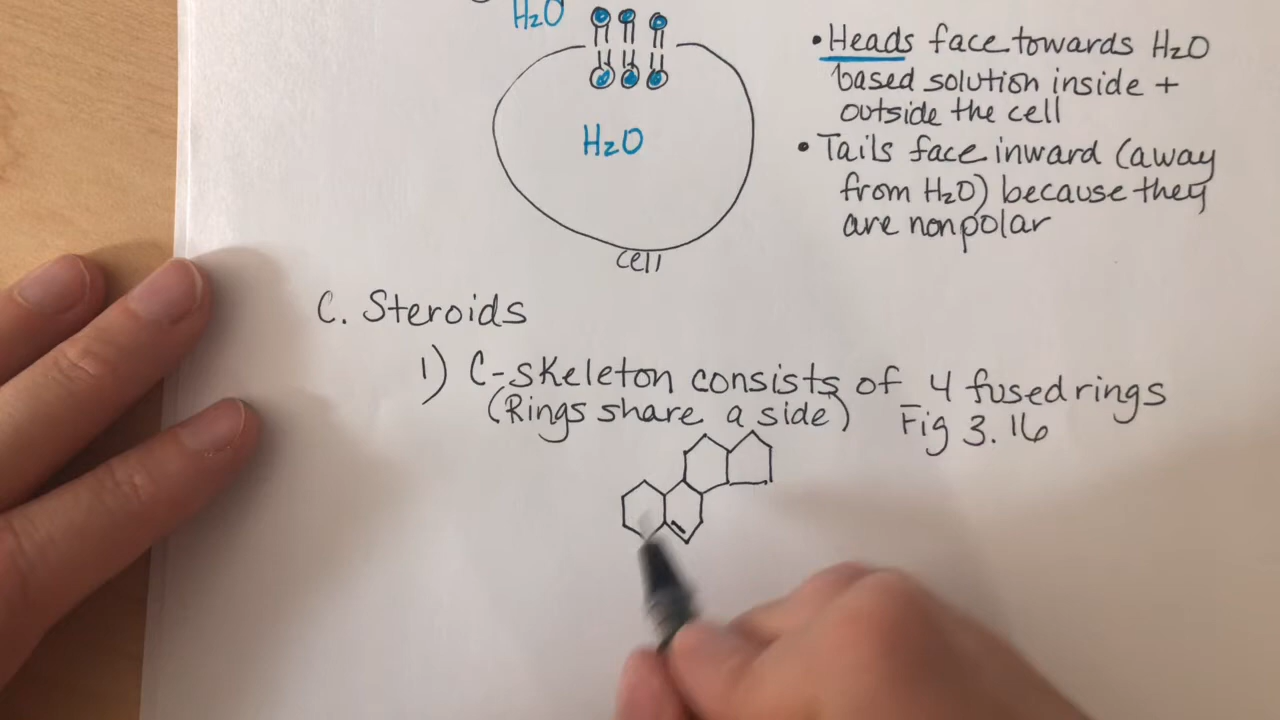 H₂O
H₂O
cell
• Heads face towards H₂O
based solution inside +
outside the cell
• Tails face inward (away
from H₂O) because they
are nonpolar
C. Steroids
1) C-skeleton consists of 4 fused rings
(Rings share a side) Fig 3.16